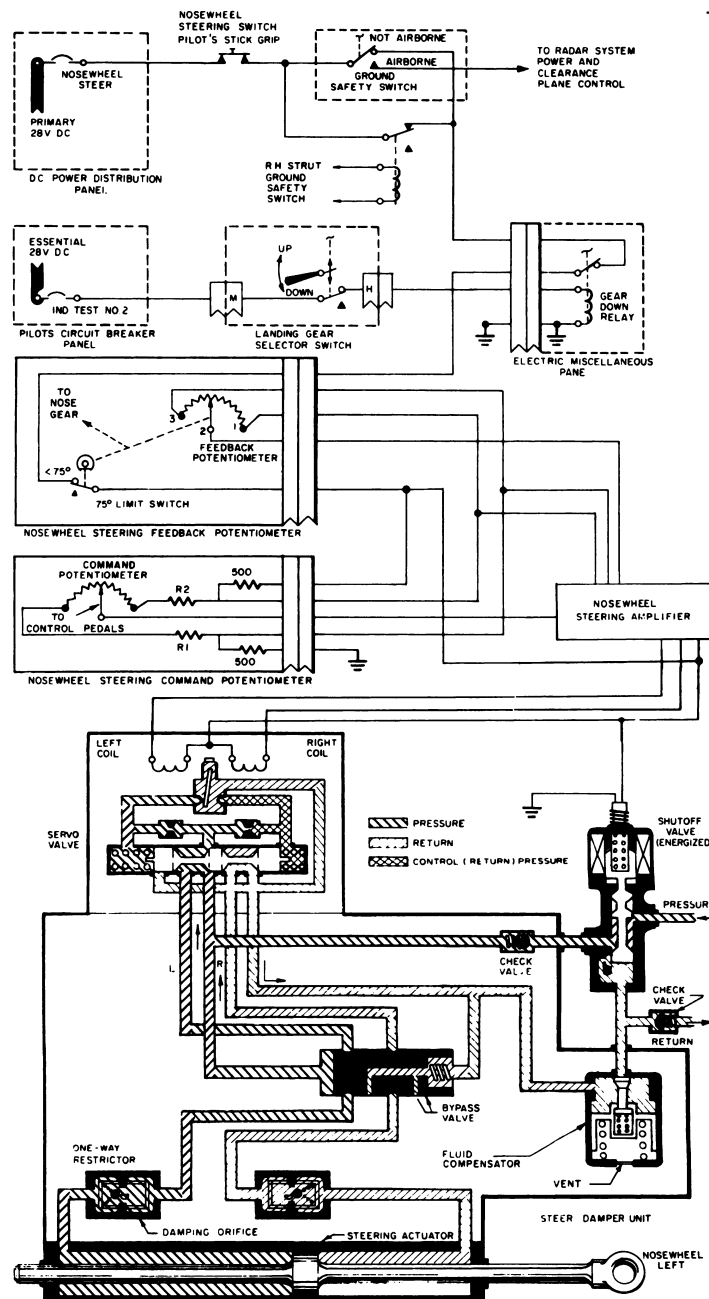 NOSEWHEEL
STEERING SWITCH
PILOT'S STICK GRIP
NOT AIRBORNE
AIRBORNE
GROUND
SAFETY SWITCH
TO RADAR SYSTEM
POWER AND
CLEARANCE
PLANE CONTROL
NOSEWHEEL
STEER
PRIMARY
28V DC
DC POWER DISTRIBUTION
PANEL.
RH STRUT
GROUND
SAFETY
SWITCH
ESSENTIAL
28V DC
IND TEST NO 2
PILOTS CIRCUIT BREAKER
PANEL
M
UP
DOWN
H
LANDING GEAR
SELECTOR SWITCH
GEAR
DOWN
RELAY
ELECTRIC MISCELLANEOUS
PANE
TO
NOSE
GEAR
3
2
1
FEEDBACK
POTENTIOMETER
<75°
75° LIMIT SWITCH
NOSEWHEEL STEERING FEEDBACK POTENTIOMETER
COMMAND
POTENTIOMETER
R2
500
TO
CONTROL PEDALS
R1
500
NOSEWHEEL STEERING COMMAND POTENTIOMETER
NOSEWHEEL
STEERING AMPLIFIER
LEFT
COIL
RIGHT
COIL
SERVO
VALVE
PRESSURE
RETURN
CONTROL (RETURN) PRESSURE
SHUTOFF
VALVE
(ENERGIZED)
PRESSURE
L
R
CHECK
VALVE
CHECK
VALVE
RETURN
BYPASS
VALVE
FLUID
COMPENSATOR
VENT
ONE-WAY
RESTRICTOR
DAMPING ORIFICE
STEERING ACTUATOR
STEER DAMPER UNIT
NOSEWHEEL
LEFT